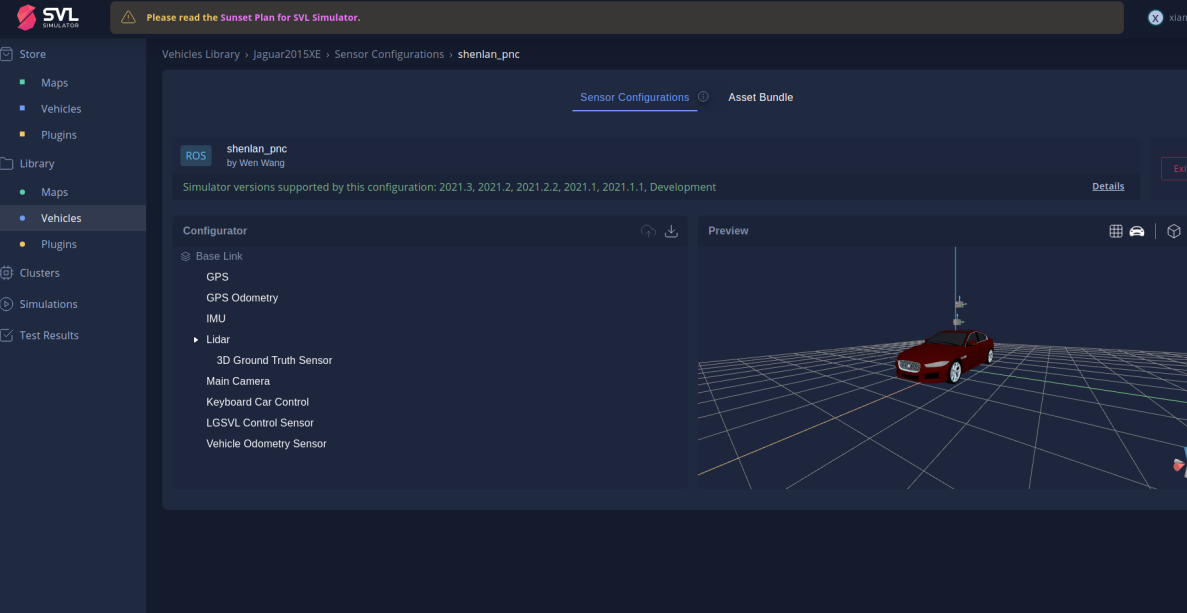 SVL
SIMULATOR
Please read the Sunset Plan for SVL Simulator.
X xian
Store
Maps
Vehicles
Plugins
Library
Maps
Vehicles
Plugins
Clusters
Simulations
Test Results
Vehicles Library › Jaguar2015XE › Sensor Configurations › shenlan_pnc
Sensor Configurations
Asset Bundle
ROS
shenlan_pnc
by Wen Wang
Exi
Simulator versions supported by this configuration: 2021.3, 2021.2, 2021.2.2, 2021.1, 2021.1.1, Development
Details
Configurator
Base Link
GPS
GPS Odometry
IMU
Lidar
3D Ground Truth Sensor
Main Camera
Keyboard Car Control
LGSVL Control Sensor
Vehicle Odometry Sensor
Preview